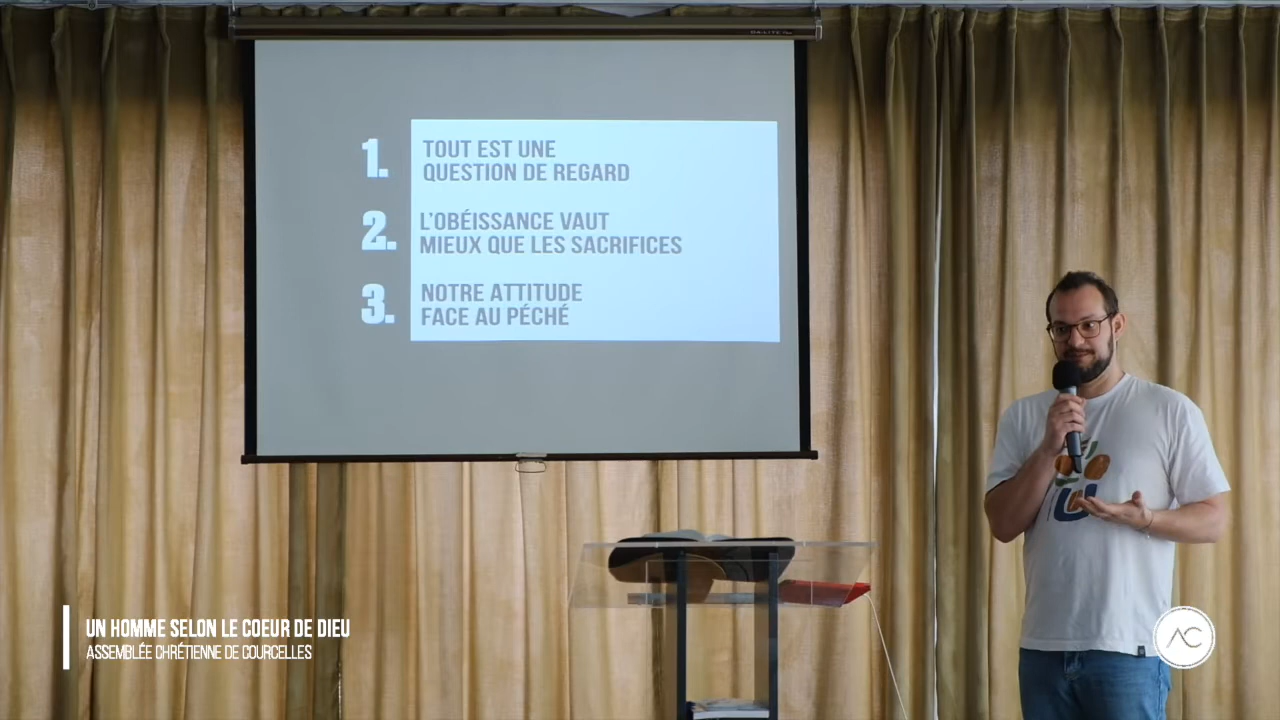 1. TOUT EST UNE
QUESTION DE REGARD
2. L'OBÉISSANCE VAUT
MIEUX QUE LES SACRIFICES
3. NOTRE ATTITUDE
FACE AU PÉCHÉ
UN HOMME SELON LE COEUR DE DIEU
ASSEMBLÉE CHRÉTIENNE DE COURCELLES
AC